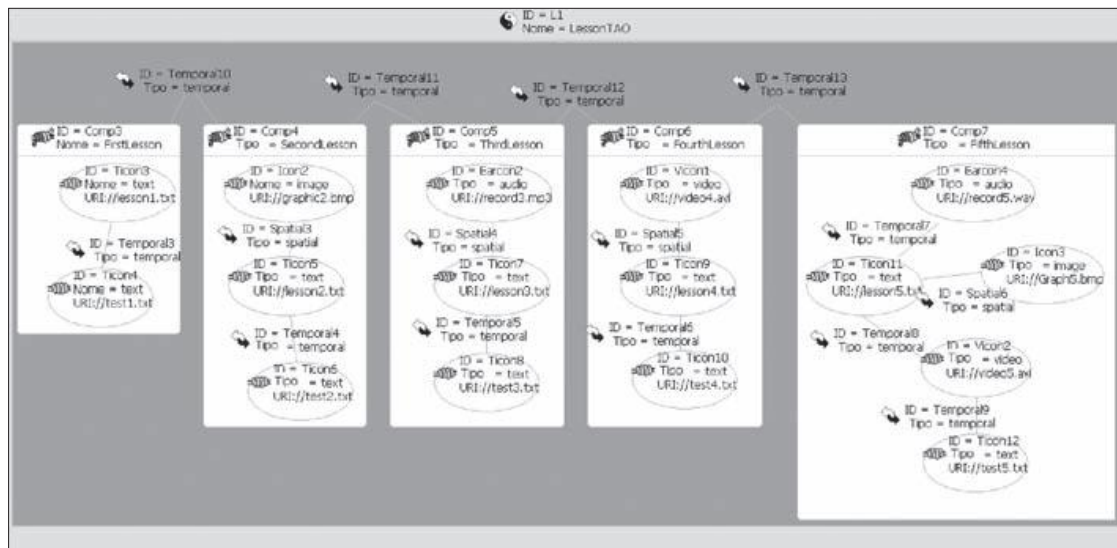 ID = L1
Nome = LessonTAO
ID = Temporal10
Tipo = temporal
ID = Temporal11
Tipo = temporal
ID = Temporal12
Tipo = temporal
ID = Temporal13
Tipo = temporal
ID = Comp3
Nome = FirstLesson
ID = Ticon3
Nome = text
URI://lesson1.txt
ID = Temporal3
Tipo = temporal
ID = Ticon4
Nome = text
URI://test1.txt
ID = Comp4
Tipo = SecondLesson
ID = Icon2
Nome = image
URI://graphic2.bmp
ID = Spatial3
Tipo = spatial
ID = Ticon5
Tipo = text
URI://lesson2.txt
ID = Temporal4
Tipo = temporal
ID = Ticon6
Tipo = text
URI://test2.txt
ID = Comp5
Tipo = ThirdLesson
ID = Earcon2
Tipo = audio
URI://record3.mp3
ID = Spatial4
Tipo = spatial
ID = Ticon7
Tipo = text
URI://lesson3.txt
ID = Temporal5
Tipo = temporal
ID = Ticon8
Tipo = text
URI://test3.txt
ID = Comp6
Tipo = FourthLesson
ID = Vicon1
Tipo = video
URI://video4.avi
ID = Spatial5
Tipo = spatial
ID = Ticon9
Tipo = text
URI://lesson4.txt
ID = Temporal6
Tipo = temporal
ID = Ticon10
Tipo = text
URI://test4.txt
ID = Comp7
Tipo = FifthLesson
ID = Earcon4
Tipo = audio
URI://record5.wav
ID = Temporal7
Tipo = temporal
ID = Icon3
Tipo = image
URI://Graph5.bmp
ID = Ticon11
Tipo = text
URI://lesson5.txt
ID = Spatial6
Tipo = spatial
ID = Temporal8
Tipo = temporal
ID = Vicon2
Tipo = video
URI://video5.avi
ID = Temporal9
Tipo = temporal
ID = Ticon12
Tipo = text
URI://test5.txt